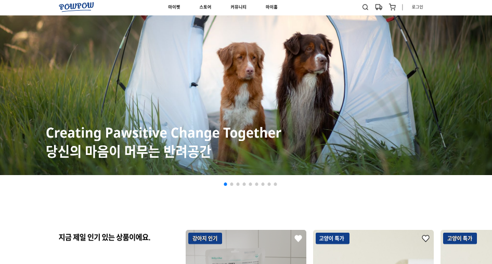 POWPOW
마이펫
스토어
커뮤니티
마이홈
로그인
Creating Pawsitive Change Together
당신의 마음이 머무는 반려공간
지금 제일 인기 있는 상품이에요.
강아지 인기
고양이 특가
고양이 특가